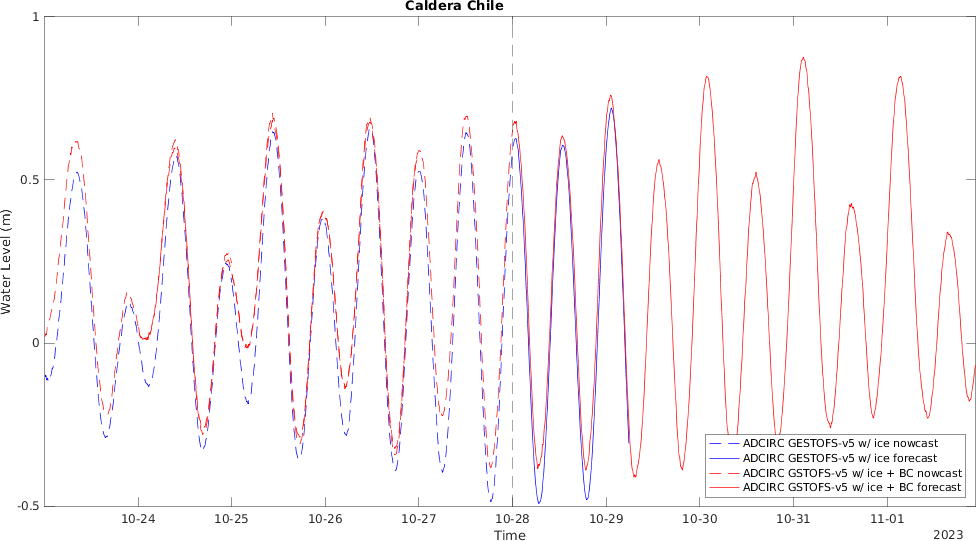 Caldera Chile
1
0.5
0
-0.5
Water Level (m)
10-24
10-25
10-26
10-27
10-28
10-29
10-30
10-31
11-01
Time
2023
ADCIRC GESTOFS-v5 w/ ice nowcast
ADCIRC GESTOFS-v5 w/ ice forecast
ADCIRC GSTOFS-v5 w/ ice + BC nowcast
ADCIRC GSTOFS-v5 w/ ice + BC forecast